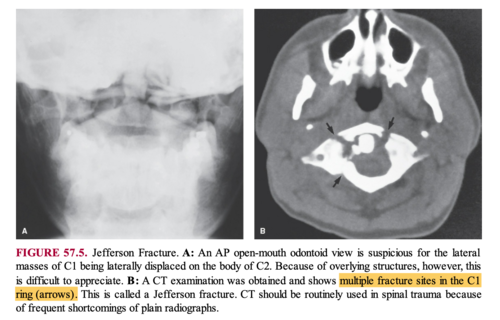 A
B
FIGURE 57.5. Jefferson Fracture. A: An AP open-mouth odontoid view is suspicious for the lateral
masses of C1 being laterally displaced on the body of C2. Because of overlying structures, however, this
is difficult to appreciate. B: A CT examination was obtained and shows multiple fracture sites in the C1
ring (arrows). This is called a Jefferson fracture. CT should be routinely used in spinal trauma because
of frequent shortcomings of plain radiographs.